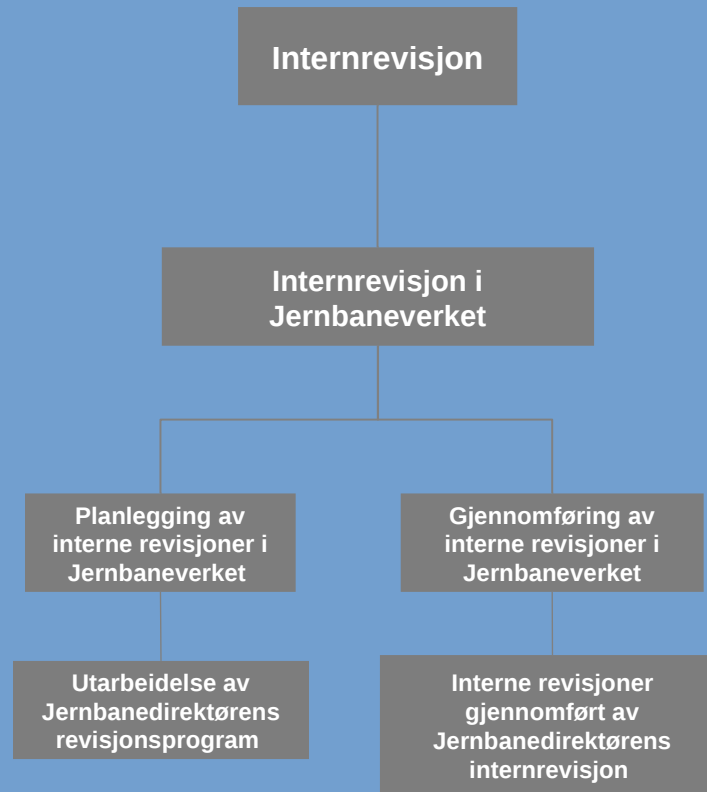 Internrevisjon
Internrevisjon i
Jernbaneverket
Planlegging av
interne revisjoner i
Jernbaneverket
Gjennomføring av
interne revisjoner i
Jernbaneverket
Utarbeidelse av
Jernbanedirektørens
revisjonsprogram
Interne revisjoner
gjennomført av
Jernbanedirektørens
internrevisjon